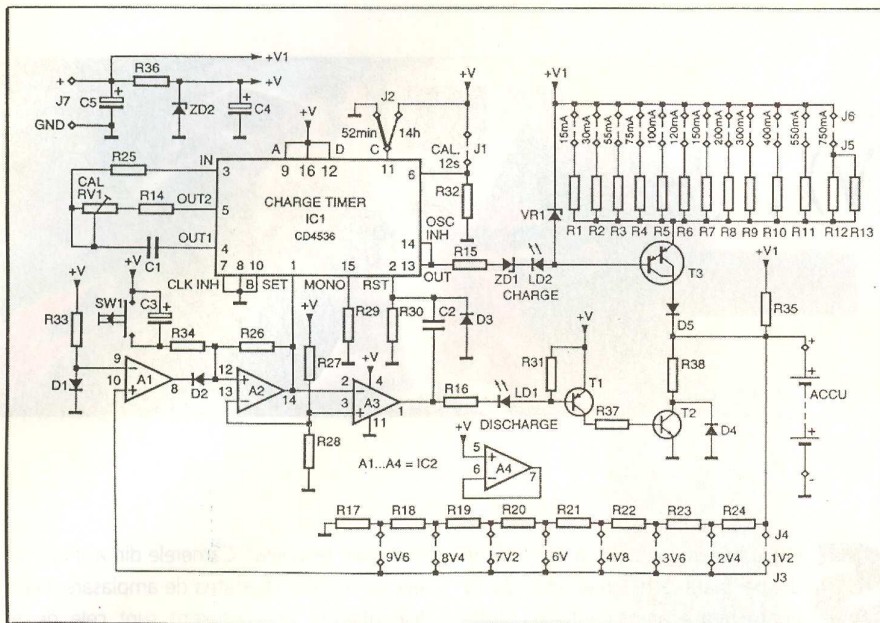 +V1
R36
+V
J7
C5
ZD2
C4
GND
+V
J2
52min
14h
+V
J1
CAL.
12s
+V1
15mA
30mA
55mA
75mA
100mA
120mA
150mA
200mA
300mA
400mA
550mA
750mA
J6
J5
A
D
C
9
16
12
11
R25
IN
3
CAL
RV1
R14
OUT2
5
OUT1
4
C1
CHARGE TIMER
IC1
CD4536
6
R32
OSC
INH
14
13
OUT
R15
ZD1
LD2
CHARGE
VR1
R1
R2
R3
R4
R5
R6
R7
R8
R9
R10
R11
R12
R13
T3
+V1
R35
7
8
10
1
15
2
CLK INH
B
SET
MONO
RST
SW1
C3
R33
R34
R26
R27
R29
R30
C2
D3
D5
R38
9
10
A1
8
D1
D2
12
13
A2
14
R28
+V
2
3
A3
4
11
1
R16
LD1
DISCHARGE
R31
+V
T1
R37
T2
D4
ACCU
A1...A4 = IC2
+V
5
6
A4
7
R17
R18
R19
R20
R21
R22
R23
R24
9V6
8V4
7V2
6V
4V8
3V6
2V4
1V2
J4
J3